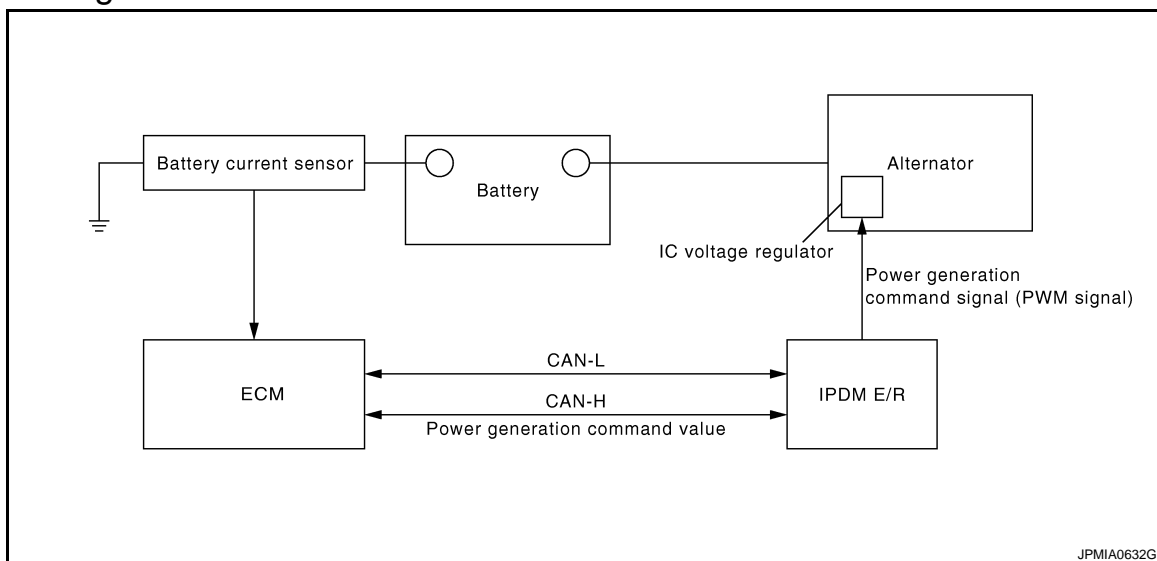 Battery current sensor
Battery
Alternator
IC voltage regulator
Power generation
command signal (PWM signal)
ECM
CAN-L
CAN-H
Power generation command value
IPDM E/R
JPMIA0632G